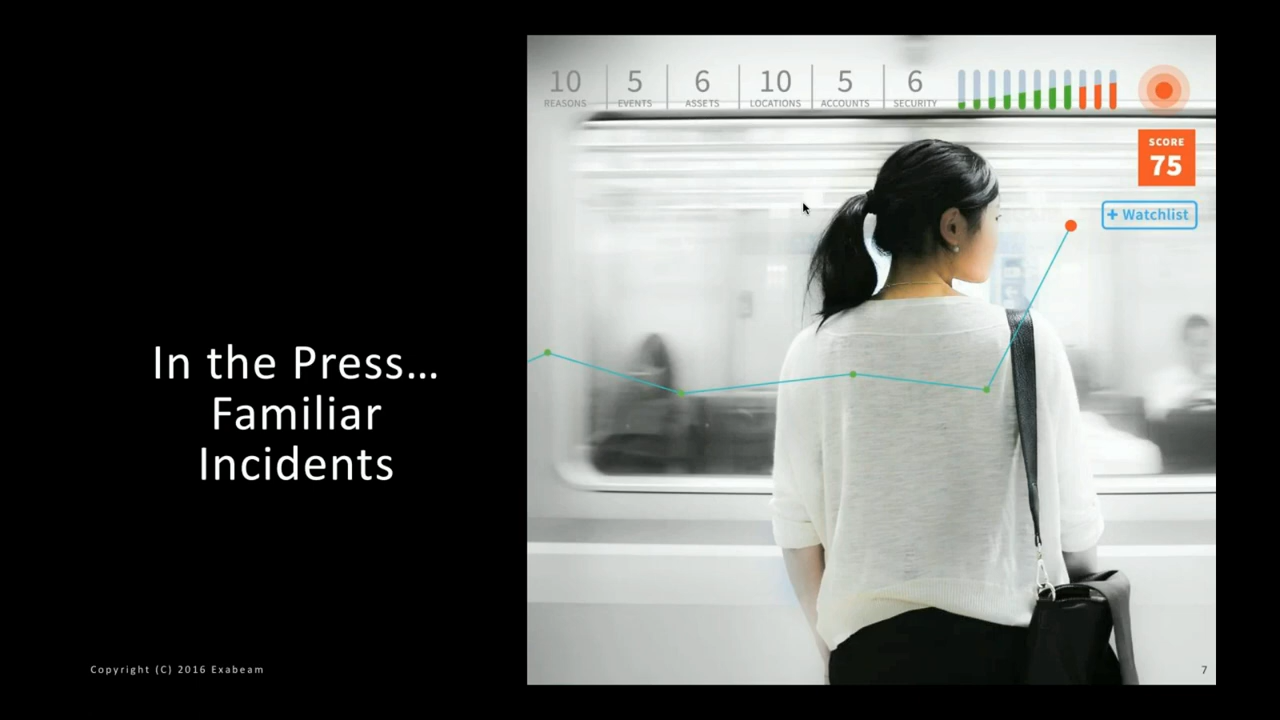 In the Press…
Familiar
Incidents
Copyright (C) 2016 Exabeam
10 5 6 10 5 6
REASONS EVENTS ASSETS LOCATIONS ACCOUNTS SECURITY
SCORE
75
+ Watchlist
7